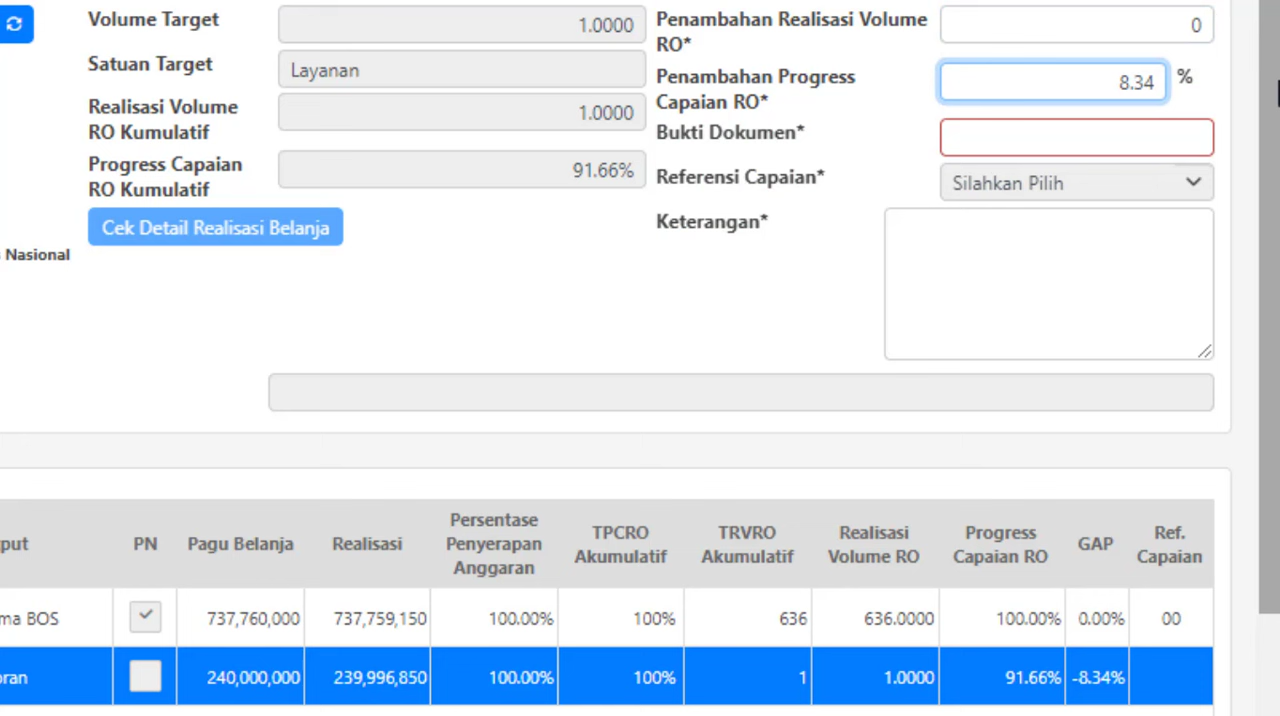 Volume Target
1.0000
Penambahan Realisasi Volume
RO*
0
Satuan Target
Layanan
Penambahan Progress
Capaian RO*
8.34
%
Realisasi Volume
RO Kumulatif
1.0000
Bukti Dokumen*
Progress Capaian
RO Kumulatif
91.66%
Referensi Capaian*
Silahkan Pilih
Cek Detail Realisasi Belanja
Keterangan*
Nasional
put PN Pagu Belanja Realisasi Persentase Penyerapan Anggaran TPCRO Akumulatif TRVRO Akumulatif Realisasi Volume RO Progress Capaian RO GAP Ref. Capaian
ma BOS 737,760,000 737,759,150 100.00% 100% 636 636.0000 100.00% 0.00% 00
ran 240,000,000 239,996,850 100.00% 100% 1 1.0000 91.66% -8.34%